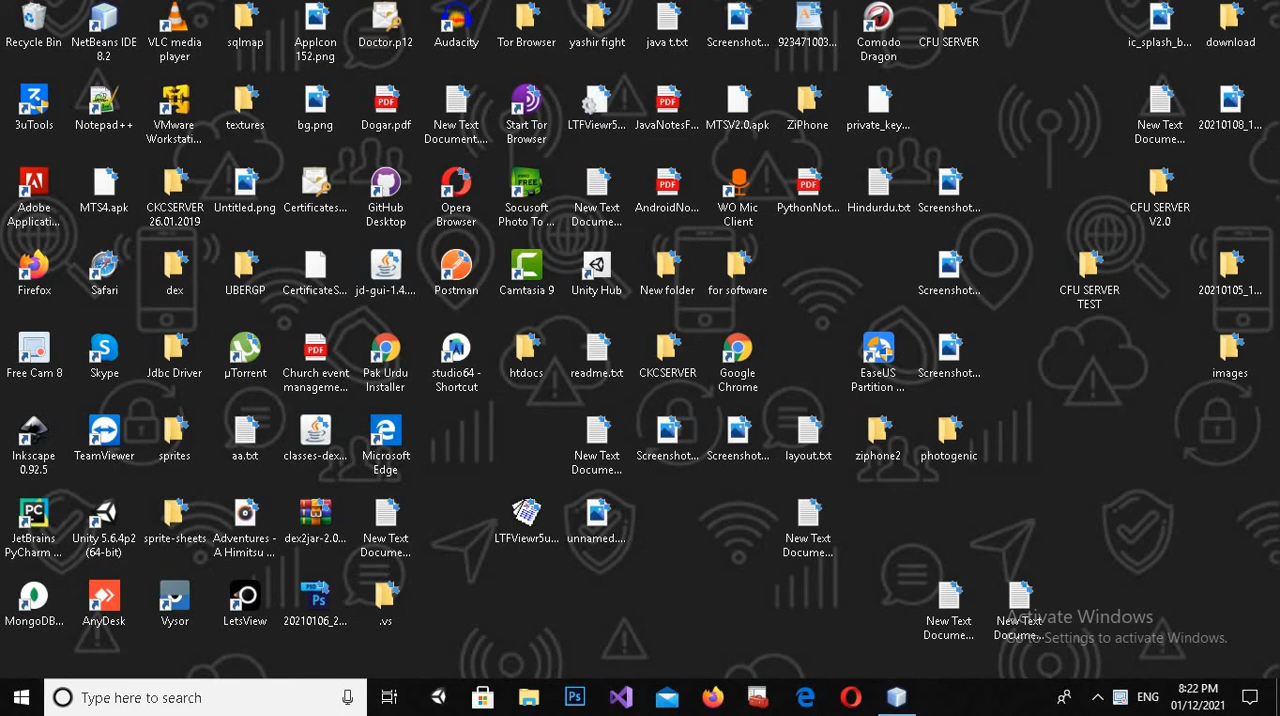 Recycle Bin
NetBeans IDE
8.2
VLC media
player
sqlmap
AppIcon
152.png
Doctor.p12
Audacity
Tor Browser
yashir fight
java t.txt
Screenshot...
923471003...
Comodo
Dragon
CFU SERVER
ic_splash_b...
download
3uTools
Notepad++
VMware
Workstati...
textures
bg.png
Dogar.pdf
New Text
Document....
Start Tor
Browser
LTFViewr5...
JavaNotesF...
MTSV2.0.apk
ZiPhone
private_key...
New Text
Docume...
20210108_1...
Adobe
Applicati...
MTS4.apk
CKCSERVER
26.01.2019
Untitled.png
Certificates...
GitHub
Desktop
Opera
Browser
Socusoft
Photo To ...
New Text
Docume...
AndroidNo...
WO Mic
Client
PythonNot...
Hindurdu.txt
Screenshot...
CFU SERVER
V2.0
Firefox
Safari
dex
UBERGP
CertificateS...
jd-gui-1.4....
Postman
Camtasia 9
Unity Hub
New folder
for software
Screenshot...
CFU SERVER
TEST
20210105_1...
Free Cam 8
Skype
Jdbc Driver
µTorrent
Church event
manageme...
Pak Urdu
Installer
studio64 -
Shortcut
htdocs
readme.txt
CKCSERVER
Google
Chrome
EaseUS
Partition ...
Screenshot...
images
Inkscape
0.92.5
TeamViewer
sprites
aa.txt
classes-dex...
Microsoft
Edge
New Text
Docume...
Screenshot...
Screenshot...
layout.txt
ziphone2
photogenic
JetBrains
PyCharm ...
Unity 5.6.4p2
(64-bit)
sprite-sheets
Adventures -
A Himitsu ...
dex2jar-2.0...
New Text
Docume...
LTFViewr5u...
unnamed....
New Text
Docume...
MongoDB...
AnyDesk
Vysor
LetsView
20210105_2...
.vs
New Text
Docume...
New Text
Docume...
Activate Windows
Go to Settings to activate Windows.
Type here to search
ENG
:22 PM
01/12/2021